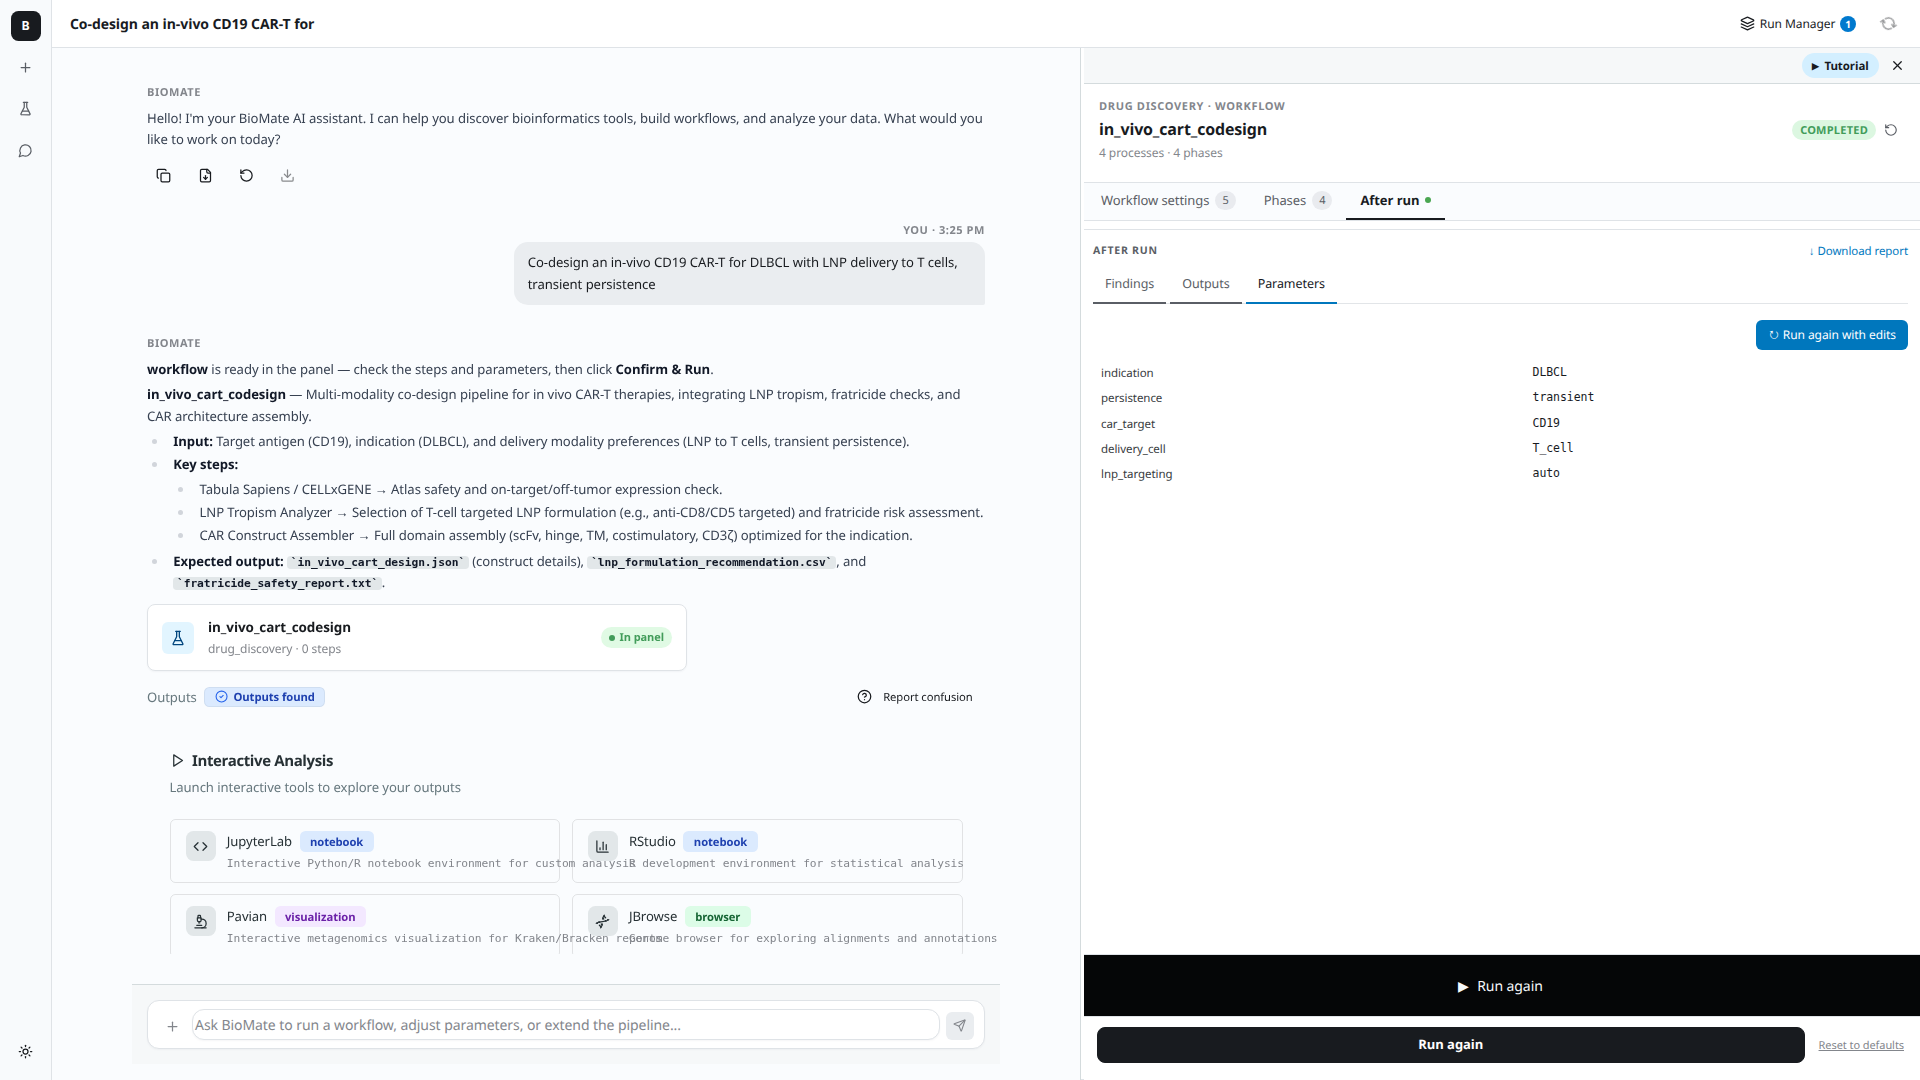 B
Co-design an in-vivo CD19 CAR-T for
Run Manager 1
BIOMATE
Hello! I'm your BioMate AI assistant. I can help you discover bioinformatics tools, build workflows, and analyze your data. What would you
like to work on today?
YOU · 3:25 PM
Co-design an in-vivo CD19 CAR-T for DLBCL with LNP delivery to T cells,
transient persistence
BIOMATE
workflow is ready in the panel — check the steps and parameters, then click Confirm & Run.
in_vivo_cart_codesign — Multi-modality co-design pipeline for in vivo CAR-T therapies, integrating LNP tropism, fratricide checks, and
CAR architecture assembly.
Input: Target antigen (CD19), indication (DLBCL), and delivery modality preferences (LNP to T cells, transient persistence).
Key steps:
Tabula Sapiens / CELLxGENE → Atlas safety and on-target/off-tumor expression check.
LNP Tropism Analyzer → Selection of T-cell targeted LNP formulation (e.g., anti-CD8/CD5 targeted) and fratricide risk assessment.
CAR Construct Assembler → Full domain assembly (scFv, hinge, TM, costimulatory, CD3ζ) optimized for the indication.
Expected output: `in_vivo_cart_design.json` (construct details), `lnp_formulation_recommendation.csv`, and
`fratricide_safety_report.txt`.
in_vivo_cart_codesign
drug_discovery · 0 steps
In panel
Outputs Outputs found
Report confusion
Interactive Analysis
Launch interactive tools to explore your outputs
JupyterLab notebook
Interactive Python/R notebook environment for custom analysis
RStudio notebook
R development environment for statistical analysis
Pavian visualization
Interactive metagenomics visualization for Kraken/Bracken reports
JBrowse browser
Genome browser for exploring alignments and annotations
Ask BioMate to run a workflow, adjust parameters, or extend the pipeline...
▶ Tutorial
DRUG DISCOVERY · WORKFLOW
in_vivo_cart_codesign
4 processes · 4 phases
COMPLETED
Workflow settings 5
Phases 4
After run
AFTER RUN
↓ Download report
Findings
Outputs
Parameters
↻ Run again with edits
indication DLBCL
persistence transient
car_target CD19
delivery_cell T_cell
lnp_targeting auto
▶ Run again
Run again
Reset to defaults